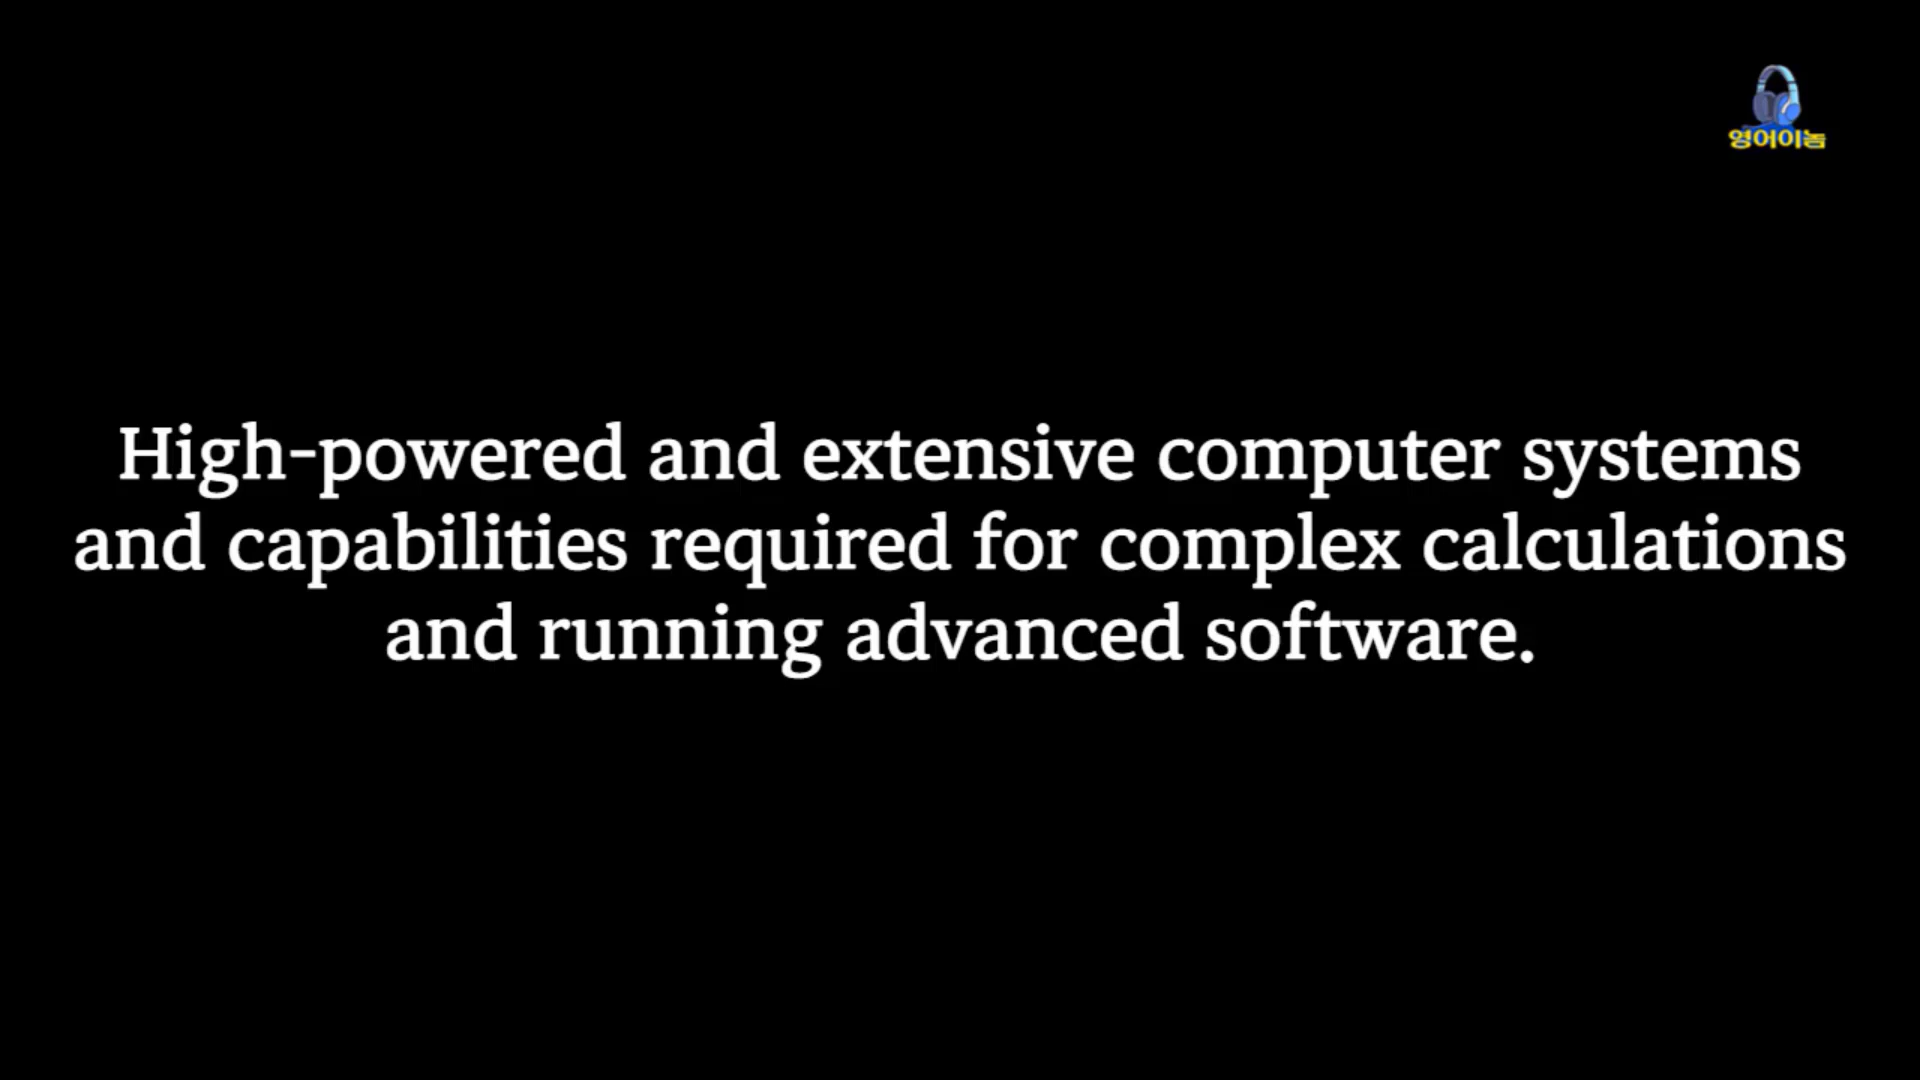 영어이놈
High-powered and extensive computer systems
and capabilities required for complex calculations
and running advanced software.